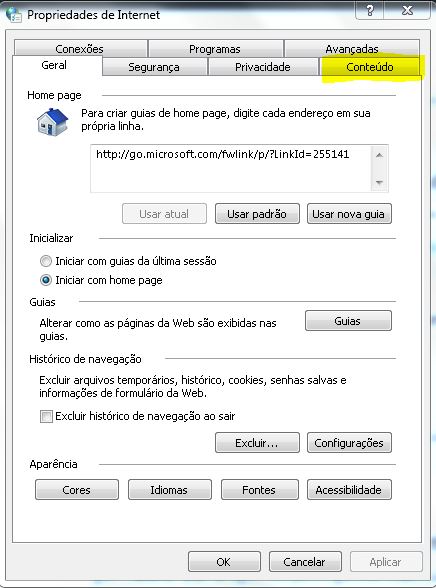 Propriedades de Internet
Conexões Programas Avançadas
Geral Segurança Privacidade Conteúdo
Home page
Para criar guias de home page, digite cada endereço em sua
própria linha.
http://go.microsoft.com/fwlink/p/?LinkId=255141
Usar atual Usar padrão Usar nova guia
Inicializar
Iniciar com guias da última sessão
Iniciar com home page
Guias
Alterar como as páginas da Web são exibidas nas
guias.
Guias
Histórico de navegação
Excluir arquivos temporários, histórico, cookies, senhas salvas e
informações de formulário da Web.
Excluir histórico de navegação ao sair
Excluir... Configurações
Aparência
Cores Idiomas Fontes Acessibilidade
OK Cancelar Aplicar